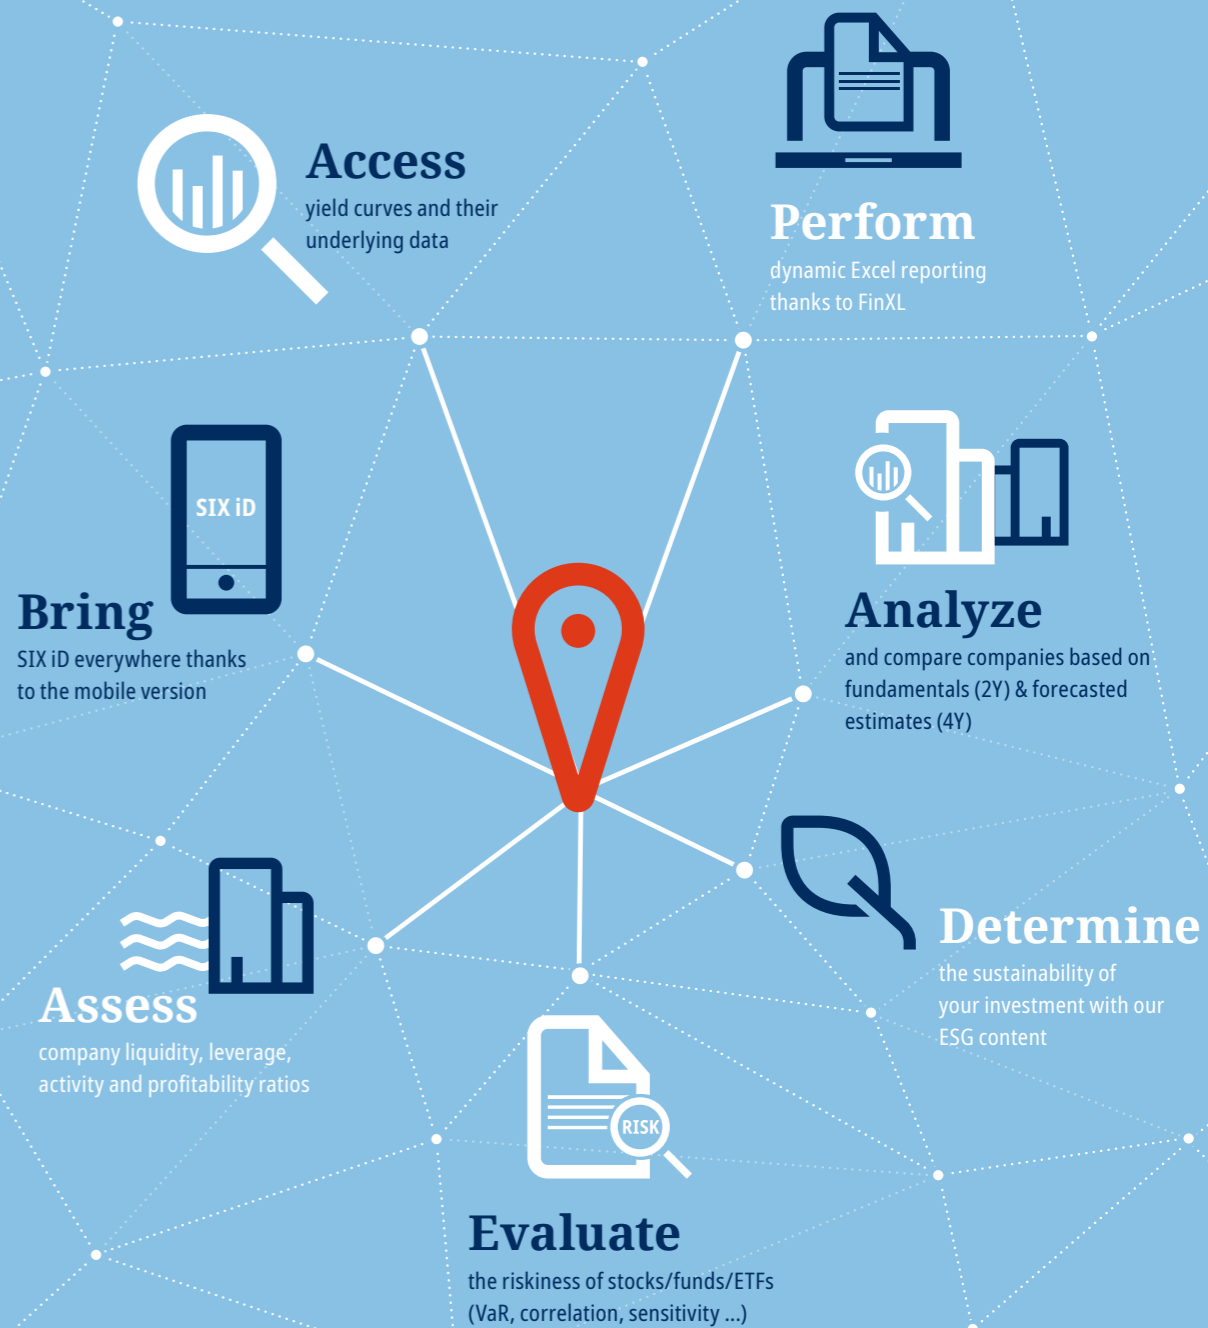 Access
yield curves and their
underlying data
Perform
dynamic Excel reporting
thanks to FinXL
SIX iD
Bring
SIX iD everywhere thanks
to the mobile version
Analyze
and compare companies based on
fundamentals (2Y) & forecasted
estimates (4Y)
Determine
the sustainability of
your investment with our
ESG content
Assess
company liquidity, leverage,
activity and profitability ratios
RISK
Evaluate
the riskiness of stocks/funds/ETFs
(VaR, correlation, sensitivity ...)